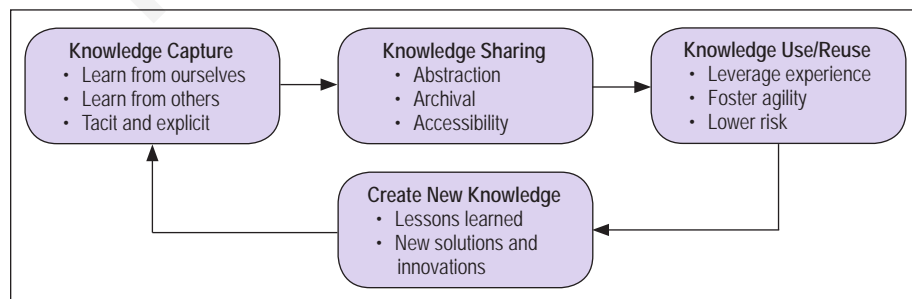 Knowledge Capture
• Learn from ourselves
• Learn from others
• Tacit and explicit
Knowledge Sharing
• Abstraction
• Archival
• Accessibility
Knowledge Use/Reuse
• Leverage experience
• Foster agility
• Lower risk
Create New Knowledge
• Lessons learned
• New solutions and
innovations